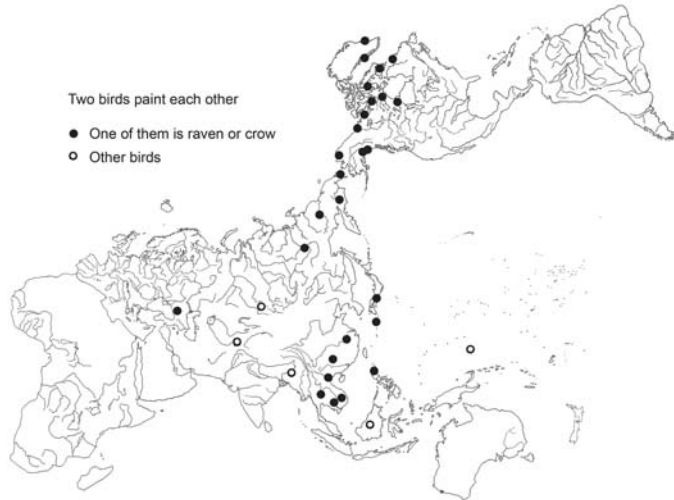 Two birds paint each other
One of them is raven or crow
Other birds